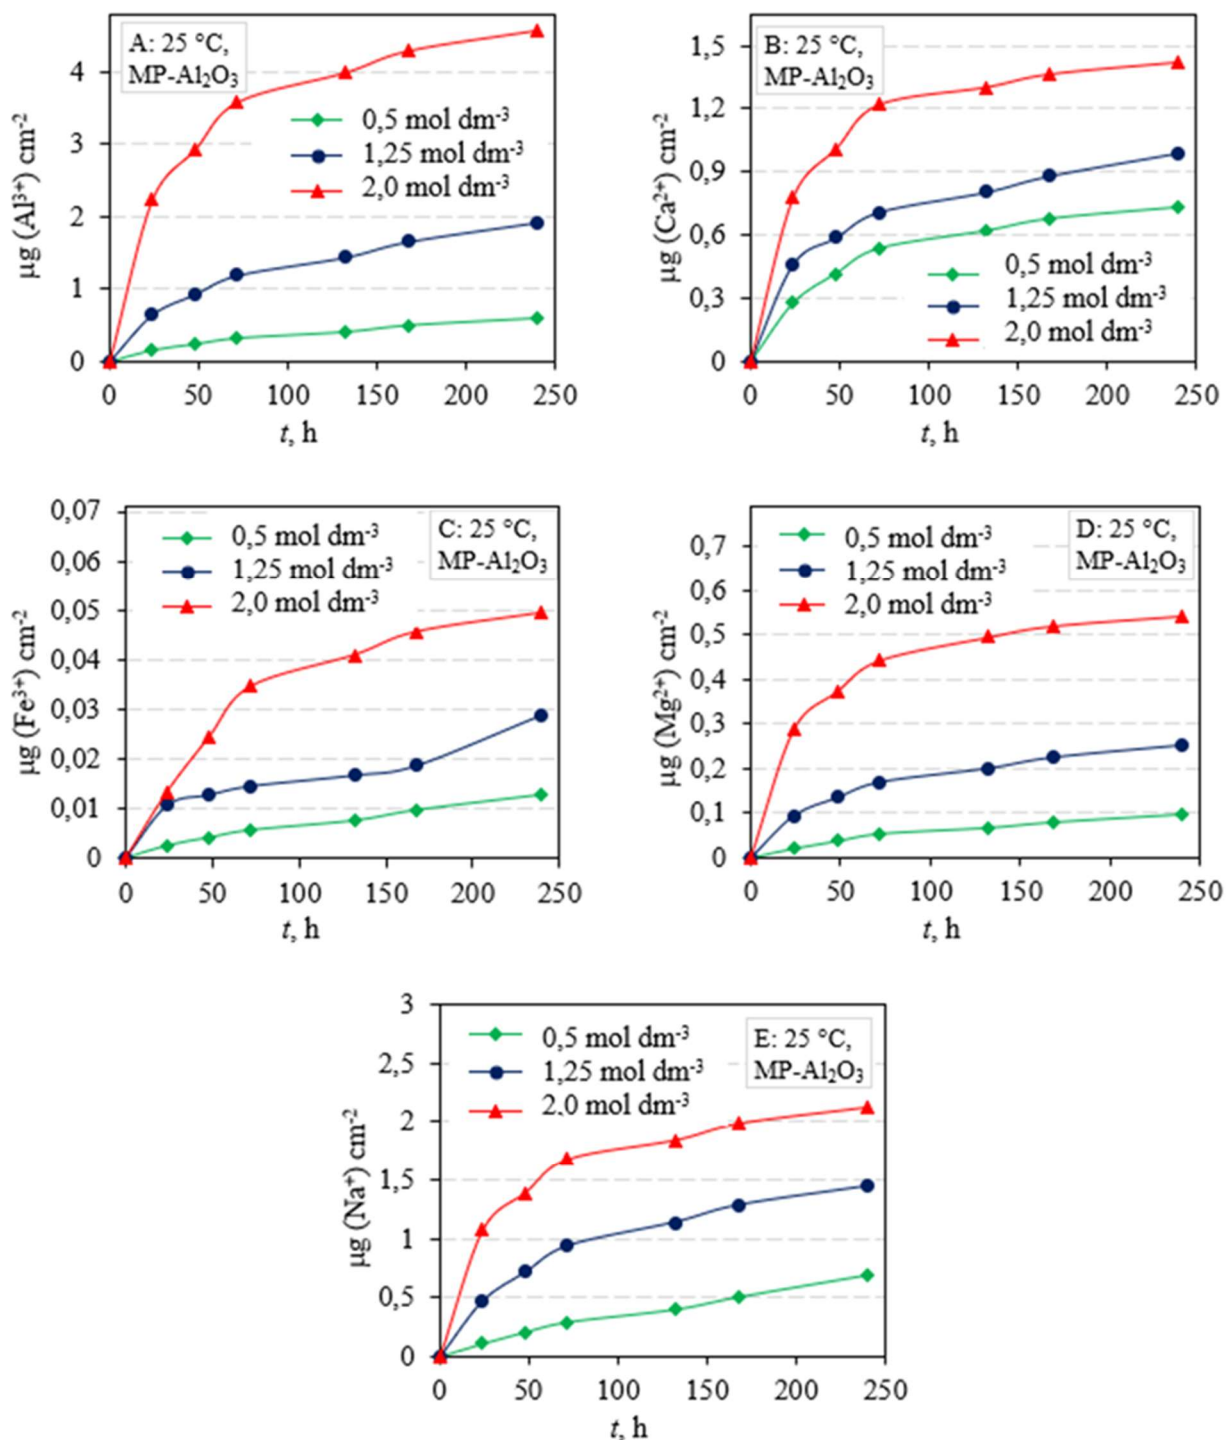 A: 25 °C,
MP-Al₂O₃
0,5 mol dm⁻³
1,25 mol dm⁻³
2,0 mol dm⁻³
4
3
2
1
0
µg (Al³⁺) cm⁻²
0 50 100 150 200 250
t, h
B: 25 °C,
MP-Al₂O₃
0,5 mol dm⁻³
1,25 mol dm⁻³
2,0 mol dm⁻³
1,5
1,2
0,9
0,6
0,3
0
µg (Ca²⁺) cm⁻²
0 50 100 150 200 250
t, h
C: 25 °C,
MP-Al₂O₃
0,5 mol dm⁻³
1,25 mol dm⁻³
2,0 mol dm⁻³
0,07
0,06
0,05
0,04
0,03
0,02
0,01
0
µg (Fe³⁺) cm⁻²
0 50 100 150 200 250
t, h
D: 25 °C,
MP-Al₂O₃
0,5 mol dm⁻³
1,25 mol dm⁻³
2,0 mol dm⁻³
0,7
0,6
0,5
0,4
0,3
0,2
0,1
0
µg (Mg²⁺) cm⁻²
0 50 100 150 200 250
t, h
E: 25 °C,
MP-Al₂O₃
0,5 mol dm⁻³
1,25 mol dm⁻³
2,0 mol dm⁻³
3
2,5
2
1,5
1
0,5
0
µg (Na⁺) cm⁻²
0 50 100 150 200 250
t, h